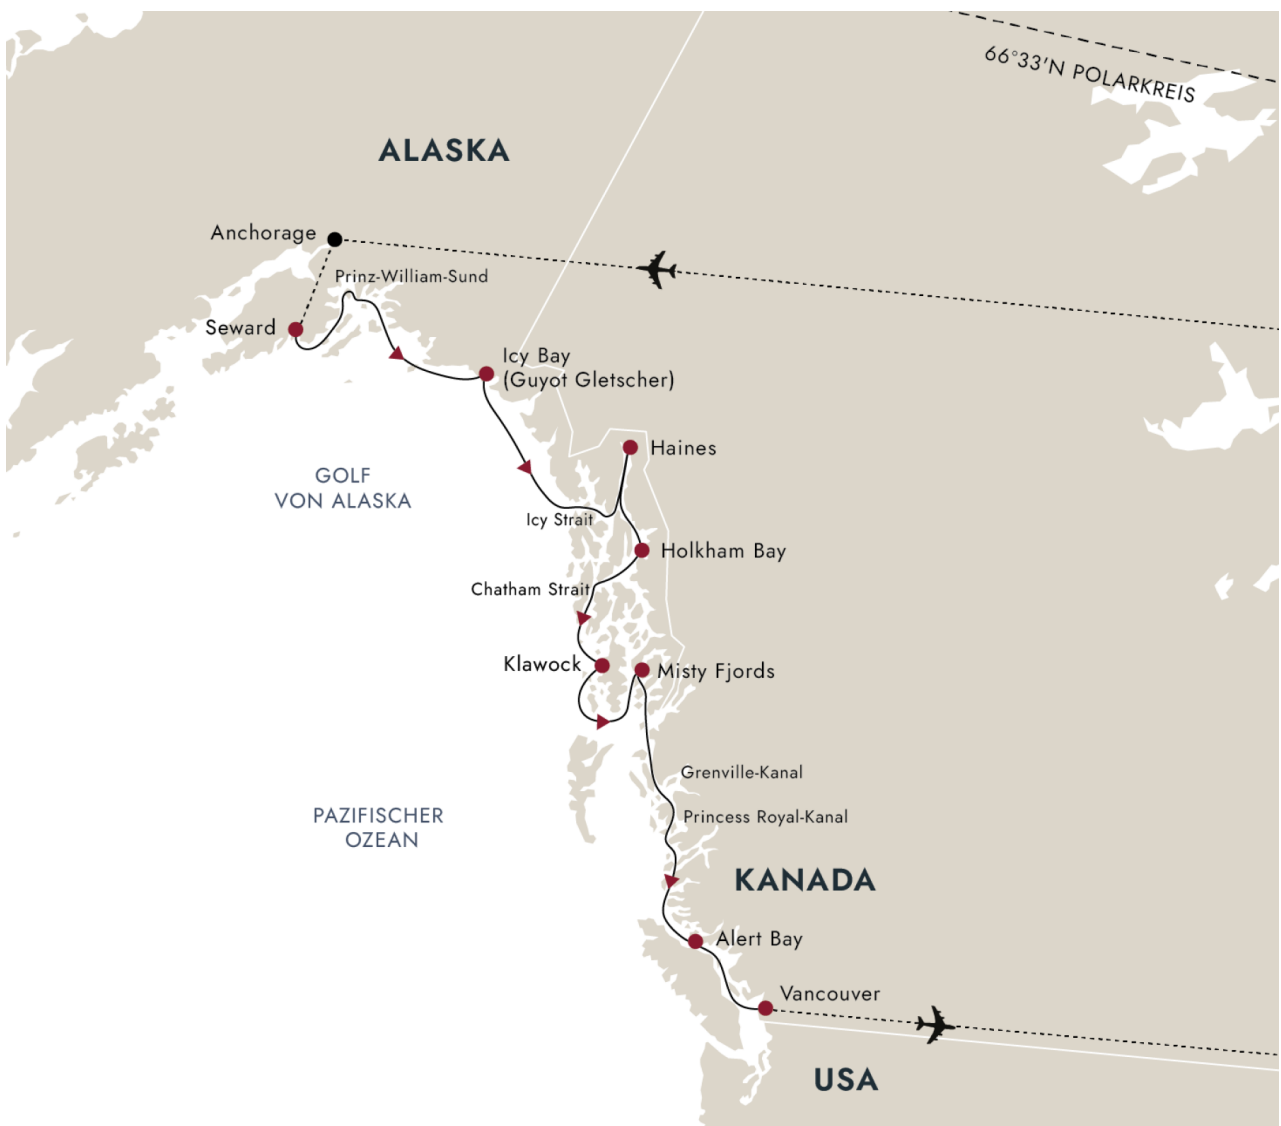 66°33'N POLARKREIS
ALASKA
Anchorage
Prinz-William-Sund
Seward
Icy Bay
(Guyot Gletscher)
Haines
GOLF
VON ALASKA
Icy Strait
Holkham Bay
Chatham Strait
Klawock
Misty Fjords
Grenville-Kanal
PAZIFISCHER
OZEAN
Princess Royal-Kanal
KANADA
Alert Bay
Vancouver
USA